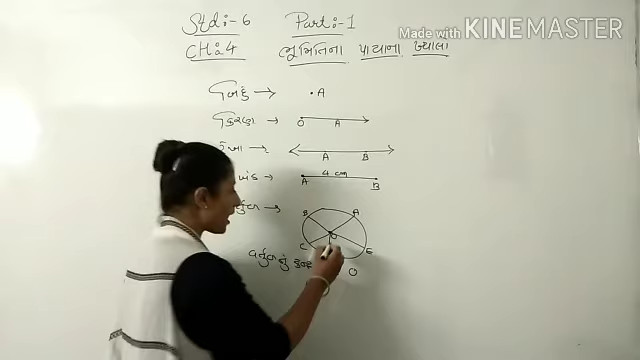 Made with KINEMASTER
Std:-6 Part:-1
CH:4 ભૂમિતિના પાયાના ખ્યાલો
બિંદુ → • A
કિરણ → O A
રેખા → A B
ખંડ → A 4 cm B
વર્તુળ → B A O C E
વર્તુળનું કેન્દ્ર O